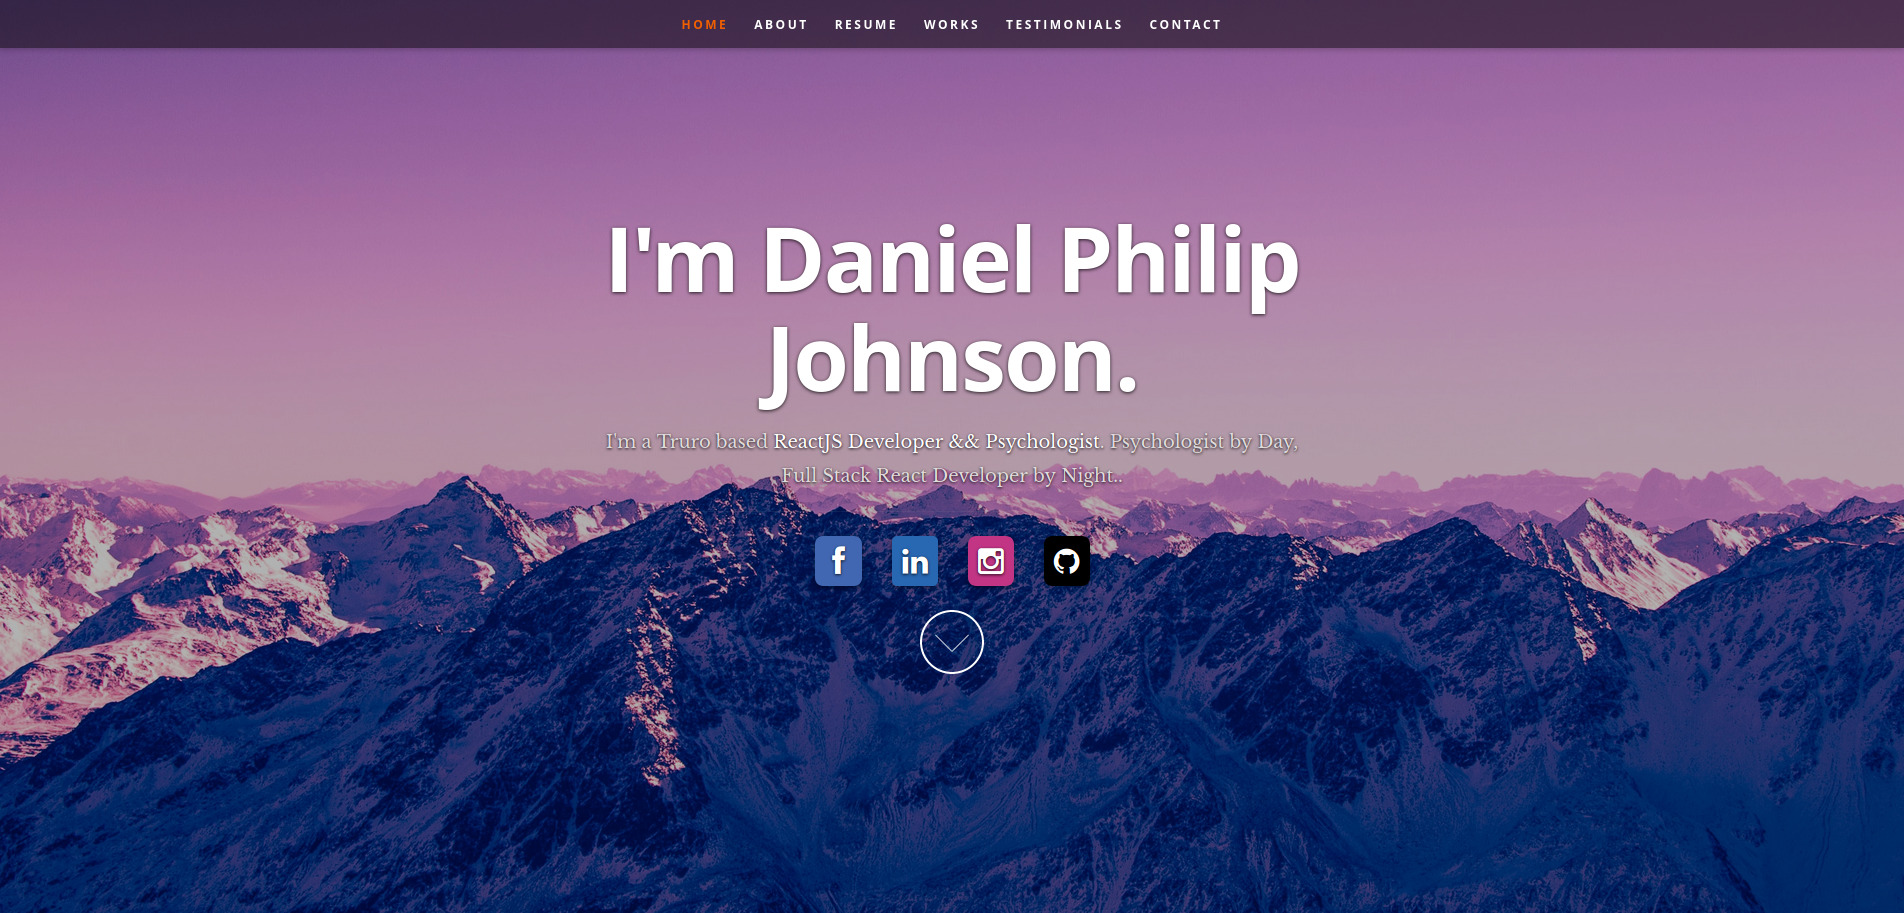 HOME ABOUT RESUME WORKS TESTIMONIALS CONTACT
I'm Daniel Philip
Johnson.
I'm a Truro based ReactJS Developer && Psychologist. Psychologist by Day,
Full Stack React Developer by Night..
f in